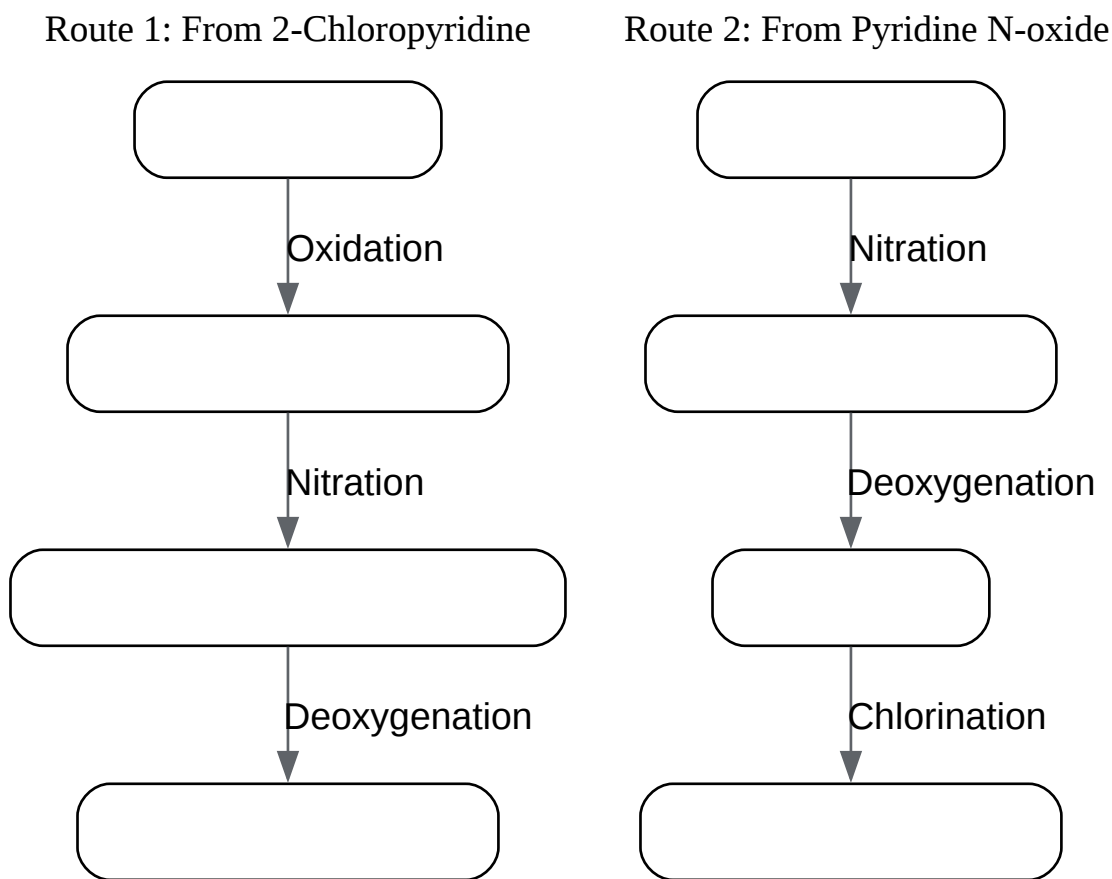 Route 1: From 2-Chloropyridine
Oxidation
Nitration
Deoxygenation
Route 2: From Pyridine N-oxide
Nitration
Deoxygenation
Chlorination